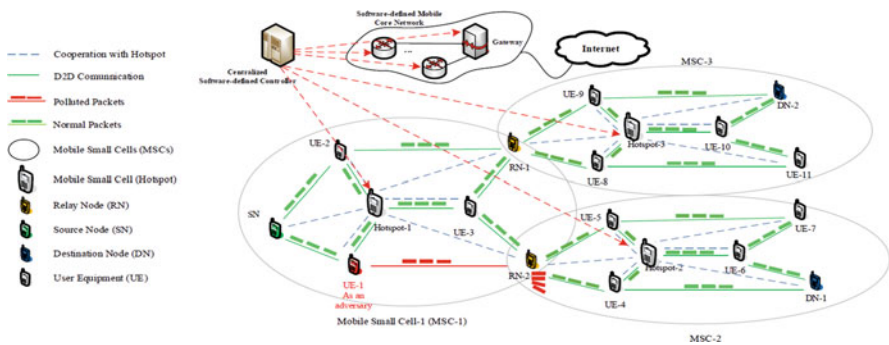 Software-defined Mobile
Core Network
Gateway
...
Internet
Centralized
Software-defined Controller
Cooperation with Hotspot
D2D Comunication
Polluted Packets
Normal Packets
Mobile Small Cells (MSCs)
Mobile Small Cell (Hotspot)
Relay Node (RN)
Source Node (SN)
Destination Node (DN)
User Equipment (UE)
MSC-3
UE-9
DN-2
Hotspot-3
UE-10
UE-8
UE-11
RN-1
UE-2
SN
Hotspot-1
UE-3
UE-1
As an
adversary
Mobile Small Cell-1 (MSC-1)
RN-2
UE-5
UE-7
Hotspot-2
UE-6
UE-4
DN-1
MSC-2